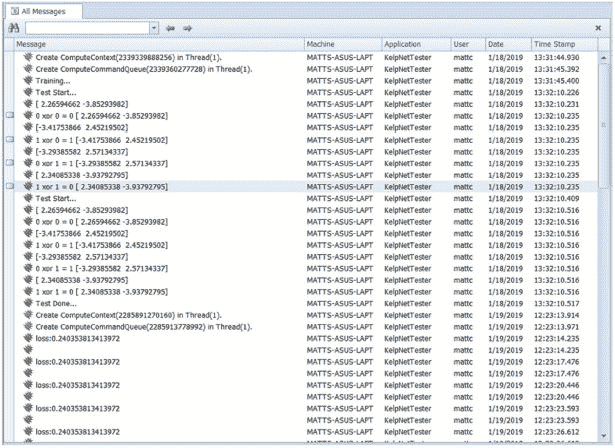 All Messages
Message Machine Application User Date Time Stamp
Create ComputeContext(2339339888256) in Thread(1). MATTS-ASUS-LAPT KelpNetTester mattc 1/18/2019 13:31:44.930
Create ComputeCommandQueue(2339360277728) in Thread(1). MATTS-ASUS-LAPT KelpNetTester mattc 1/18/2019 13:31:45.392
Training... MATTS-ASUS-LAPT KelpNetTester mattc 1/18/2019 13:31:45.400
Test Start... MATTS-ASUS-LAPT KelpNetTester mattc 1/18/2019 13:32:10.226
[ 2.26594662 -3.85293982] MATTS-ASUS-LAPT KelpNetTester mattc 1/18/2019 13:32:10.231
0 xor 0 = 0 [ 2.26594662 -3.85293982] MATTS-ASUS-LAPT KelpNetTester mattc 1/18/2019 13:32:10.235
[-3.41753866 2.45219502] MATTS-ASUS-LAPT KelpNetTester mattc 1/18/2019 13:32:10.235
1 xor 0 = 1 [-3.41753866 2.45219502] MATTS-ASUS-LAPT KelpNetTester mattc 1/18/2019 13:32:10.235
[-3.29385582 2.57134337] MATTS-ASUS-LAPT KelpNetTester mattc 1/18/2019 13:32:10.235
0 xor 1 = 1 [-3.29385582 2.57134337] MATTS-ASUS-LAPT KelpNetTester mattc 1/18/2019 13:32:10.235
[ 2.34085338 -3.93792795] MATTS-ASUS-LAPT KelpNetTester mattc 1/18/2019 13:32:10.235
1 xor 1 = 0 [ 2.34085338 -3.93792795] MATTS-ASUS-LAPT KelpNetTester mattc 1/18/2019 13:32:10.235
Test Start... MATTS-ASUS-LAPT KelpNetTester mattc 1/18/2019 13:32:10.409
[ 2.26594662 -3.85293982] MATTS-ASUS-LAPT KelpNetTester mattc 1/18/2019 13:32:10.516
0 xor 0 = 0 [ 2.26594662 -3.85293982] MATTS-ASUS-LAPT KelpNetTester mattc 1/18/2019 13:32:10.516
[-3.41753866 2.45219502] MATTS-ASUS-LAPT KelpNetTester mattc 1/18/2019 13:32:10.516
1 xor 0 = 1 [-3.41753866 2.45219502] MATTS-ASUS-LAPT KelpNetTester mattc 1/18/2019 13:32:10.516
[-3.29385582 2.57134337] MATTS-ASUS-LAPT KelpNetTester mattc 1/18/2019 13:32:10.516
0 xor 1 = 1 [-3.29385582 2.57134337] MATTS-ASUS-LAPT KelpNetTester mattc 1/18/2019 13:32:10.516
[ 2.34085338 -3.93792795] MATTS-ASUS-LAPT KelpNetTester mattc 1/18/2019 13:32:10.516
1 xor 1 = 0 [ 2.34085338 -3.93792795] MATTS-ASUS-LAPT KelpNetTester mattc 1/18/2019 13:32:10.516
Test Done... MATTS-ASUS-LAPT KelpNetTester mattc 1/18/2019 13:32:10.517
Create ComputeContext(2285891270160) in Thread(1). MATTS-ASUS-LAPT KelpNetTester mattc 1/19/2019 12:23:13.914
Create ComputeCommandQueue(2285913778992) in Thread(1). MATTS-ASUS-LAPT KelpNetTester mattc 1/19/2019 12:23:13.971
loss:0.240353813413972 MATTS-ASUS-LAPT KelpNetTester mattc 1/19/2019 12:23:14.235
MATTS-ASUS-LAPT KelpNetTester mattc 1/19/2019 12:23:14.235
loss:0.240353813413972 MATTS-ASUS-LAPT KelpNetTester mattc 1/19/2019 12:23:17.476
MATTS-ASUS-LAPT KelpNetTester mattc 1/19/2019 12:23:17.476
loss:0.240353813413972 MATTS-ASUS-LAPT KelpNetTester mattc 1/19/2019 12:23:20.446
MATTS-ASUS-LAPT KelpNetTester mattc 1/19/2019 12:23:20.446
loss:0.240353813413972 MATTS-ASUS-LAPT KelpNetTester mattc 1/19/2019 12:23:23.593
MATTS-ASUS-LAPT KelpNetTester mattc 1/19/2019 12:23:23.593
loss:0.240353813413972 MATTS-ASUS-LAPT KelpNetTester mattc 1/19/2019 12:23:26.612